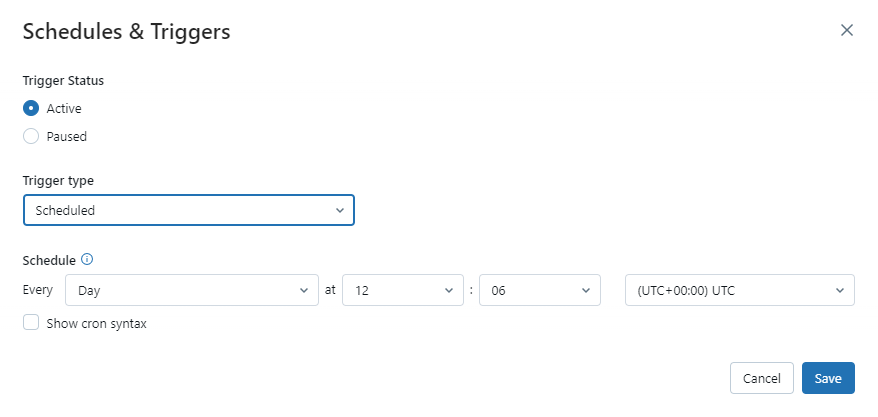 Schedules & Triggers
Trigger Status
Active
Paused
Trigger type
Scheduled
Schedule
Every Day at 12 : 06 (UTC+00:00) UTC
Show cron syntax
Cancel Save